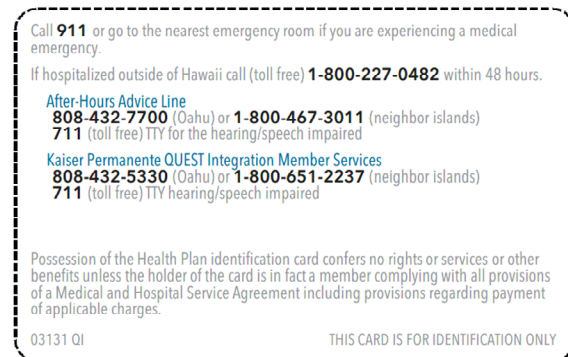 Call 911 or go to the nearest emergency room if you are experiencing a medical
emergency.
If hospitalized outside of Hawaii call (toll free) 1-800-227-0482 within 48 hours.
After-Hours Advice Line
808-432-7700 (Oahu) or 1-800-467-3011 (neighbor islands)
711 (toll free) TTY for the hearing/speech impaired
Kaiser Permanente QUEST Integration Member Services
808-432-5330 (Oahu) or 1-800-651-2237 (neighbor islands)
711 (toll free) TTY hearing/speech impaired
Possession of the Health Plan identification card confers no rights or services or other
benefits unless the holder of the card is in fact a member complying with all provisions
of a Medical and Hospital Service Agreement including provisions regarding payment
of applicable charges.
03131 QI THIS CARD IS FOR IDENTIFICATION ONLY